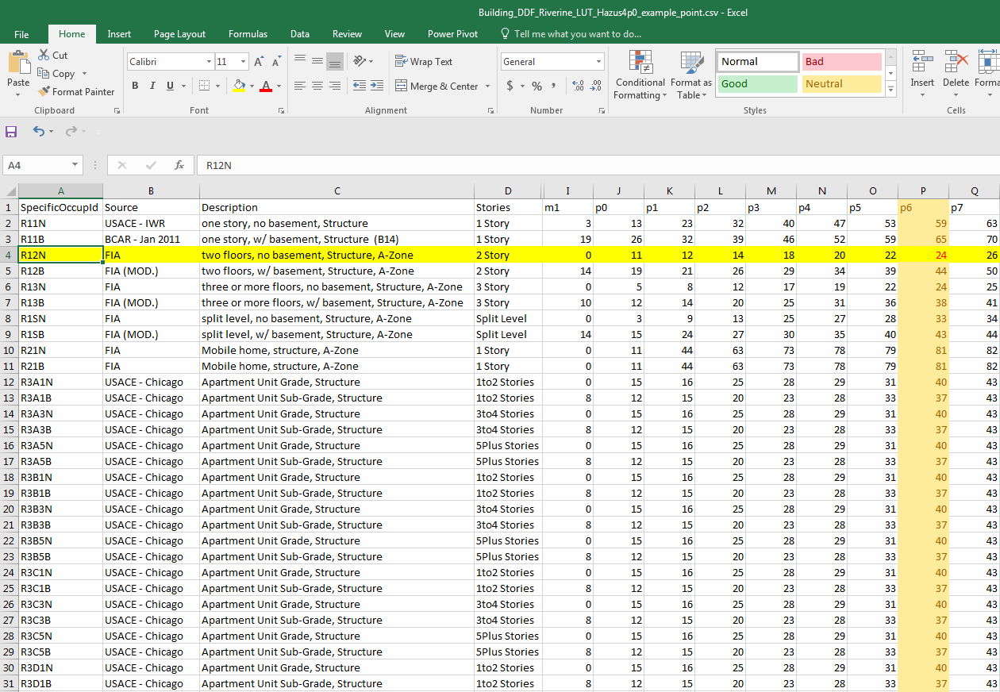 Building_DDF_Riverine_LUT_Hazus4p0_example_point.csv - Excel
File Home Insert Page Layout Formulas Data Review View Power Pivot Tell me what you want to do...
Cut Calibri 11 A A Wrap Text General Normal Bad
Paste Copy B I U A Merge & Center $ % , Conditional Formatting Format as Table Good Neutral Insert Delete Forma
Format Painter
Clipboard Font Alignment Number Styles Cells
A4 fx R12N
A B C D I J K L M N O P Q
1 SpecificOccupId Source Description Stories m1 p0 p1 p2 p3 p4 p5 p6 p7
2 R11N USACE - IWR one story, no basement, Structure 1 Story 3 13 23 32 40 47 53 59 63
3 R11B BCAR - Jan 2011 one story, w/ basement, Structure (B14) 1 Story 19 26 32 39 46 52 59 65 70
4 R12N FIA two floors, no basement, Structure, A-Zone 2 Story 0 11 12 14 18 20 22 24 26
5 R12B FIA (MOD.) two floors, w/ basement, Structure, A-Zone 2 Story 14 19 21 26 29 34 39 44 50
6 R13N FIA three or more floors, no basement, Structure, A-Zone 3 Story 0 5 8 12 17 19 22 24 25
7 R13B FIA (MOD.) three or more floors, w/ basement, Structure, A-Zone 3 Story 10 12 14 20 25 31 36 38 41
8 R1SN FIA split level, no basement, Structure, A-Zone Split Level 0 3 9 13 25 27 28 33 34
9 R1SB FIA (MOD.) split level, w/ basement, Structure, A-Zone Split Level 14 15 24 27 30 35 40 43 44
10 R21N FIA Mobile home, structure, A-Zone 1 Story 0 11 44 63 73 78 79 81 82
11 R21B FIA Mobile home, structure, A-Zone 1 Story 0 11 44 63 73 78 79 81 82
12 R3A1N USACE - Chicago Apartment Unit Grade, Structure 1to2 Stories 0 15 16 25 28 29 31 40 43
13 R3A1B USACE - Chicago Apartment Unit Sub-Grade, Structure 1to2 Stories 8 12 15 20 23 28 33 37 43
14 R3A3N USACE - Chicago Apartment Unit Grade, Structure 3to4 Stories 0 15 16 25 28 29 31 40 43
15 R3A3B USACE - Chicago Apartment Unit Sub-Grade, Structure 3to4 Stories 8 12 15 20 23 28 33 37 43
16 R3A5N USACE - Chicago Apartment Unit Grade, Structure 5Plus Stories 0 15 16 25 28 29 31 40 43
17 R3A5B USACE - Chicago Apartment Unit Sub-Grade, Structure 5Plus Stories 8 12 15 20 23 28 33 37 43
18 R3B1N USACE - Chicago Apartment Unit Grade, Structure 1to2 Stories 0 15 16 25 28 29 31 40 43
19 R3B1B USACE - Chicago Apartment Unit Sub-Grade, Structure 1to2 Stories 8 12 15 20 23 28 33 37 43
20 R3B3N USACE - Chicago Apartment Unit Grade, Structure 3to4 Stories 0 15 16 25 28 29 31 40 43
21 R3B3B USACE - Chicago Apartment Unit Sub-Grade, Structure 3to4 Stories 8 12 15 20 23 28 33 37 43
22 R3B5N USACE - Chicago Apartment Unit Grade, Structure 5Plus Stories 0 15 16 25 28 29 31 40 43
23 R3B5B USACE - Chicago Apartment Unit Sub-Grade, Structure 5Plus Stories 8 12 15 20 23 28 33 37 43
24 R3C1N USACE - Chicago Apartment Unit Grade, Structure 1to2 Stories 0 15 16 25 28 29 31 40 43
25 R3C1B USACE - Chicago Apartment Unit Sub-Grade, Structure 1to2 Stories 8 12 15 20 23 28 33 37 43
26 R3C3N USACE - Chicago Apartment Unit Grade, Structure 3to4 Stories 0 15 16 25 28 29 31 40 43
27 R3C3B USACE - Chicago Apartment Unit Sub-Grade, Structure 3to4 Stories 8 12 15 20 23 28 33 37 43
28 R3C5N USACE - Chicago Apartment Unit Grade, Structure 5Plus Stories 0 15 16 25 28 29 31 40 43
29 R3C5B USACE - Chicago Apartment Unit Sub-Grade, Structure 5Plus Stories 8 12 15 20 23 28 33 37 43
30 R3D1N USACE - Chicago Apartment Unit Grade, Structure 1to2 Stories 0 15 16 25 28 29 31 40 43
31 R3D1B USACE - Chicago Apartment Unit Sub-Grade, Structure 1to2 Stories 8 12 15 20 23 28 33 37 43